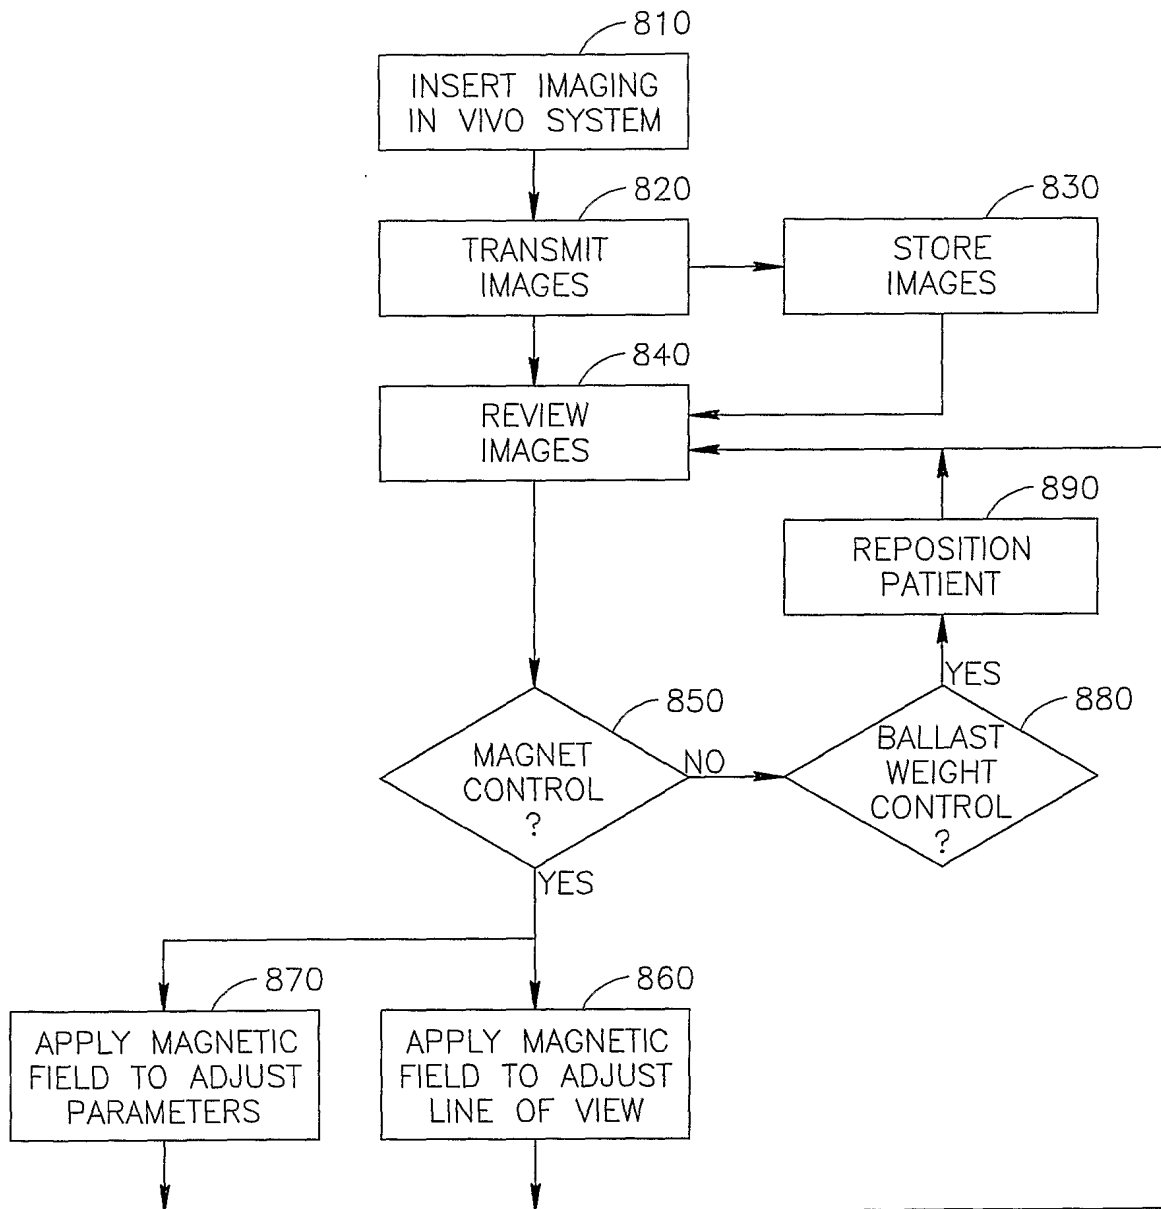 810
INSERT IMAGING
IN VIVO SYSTEM
820
TRANSMIT
IMAGES
830
STORE
IMAGES
840
REVIEW
IMAGES
890
REPOSITION
PATIENT
YES
850
MAGNET
CONTROL
?
NO
880
BALLAST
WEIGHT
CONTROL
?
YES
870
APPLY MAGNETIC
FIELD TO ADJUST
PARAMETERS
860
APPLY MAGNETIC
FIELD TO ADJUST
LINE OF VIEW